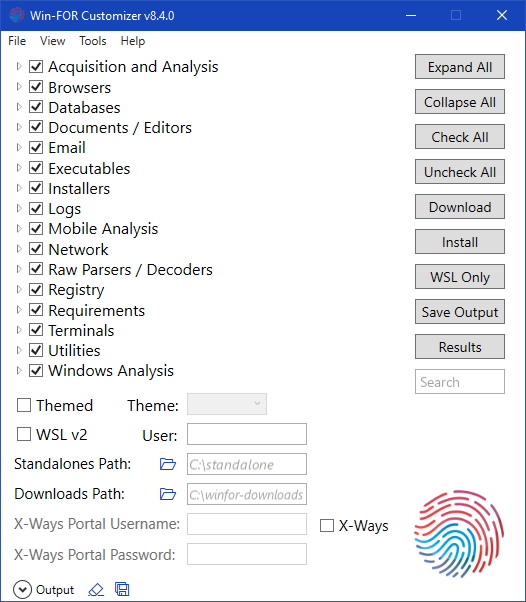 Win-FOR Customizer v8.4.0
File View Tools Help
Acquisition and Analysis
Browsers
Databases
Documents / Editors
Email
Executables
Installers
Logs
Mobile Analysis
Network
Raw Parsers / Decoders
Registry
Requirements
Terminals
Utilities
Windows Analysis
Expand All
Collapse All
Check All
Uncheck All
Download
Install
WSL Only
Save Output
Results
Search
Themed Theme:
WSL v2 User:
Standalones Path: C:\standalone
Downloads Path: C:\winfor-downloads
X-Ways Portal Username: X-Ways
X-Ways Portal Password:
Output